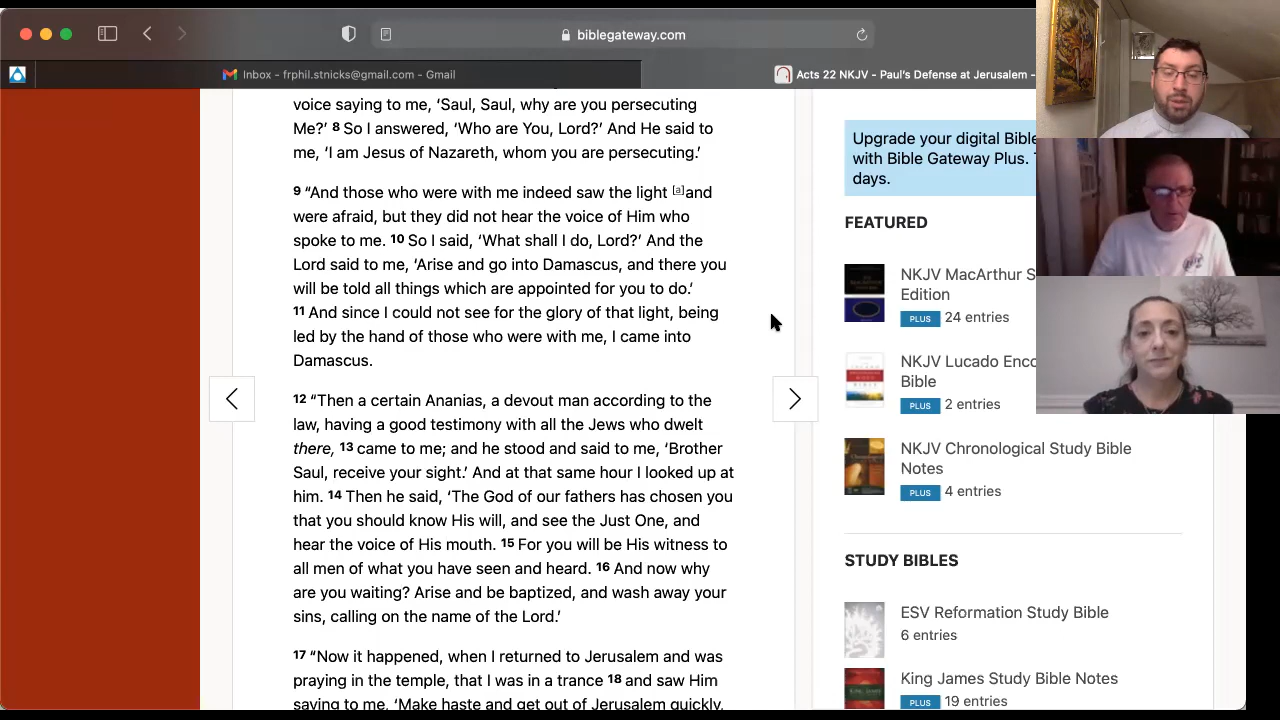 biblegateway.com
Inbox - frphil.stnicks@gmail.com - Gmail
Acts 22 NKJV - Paul's Defense at Jerusalem -
voice saying to me, ‘Saul, Saul, why are you persecuting
Me?’ 8 So I answered, ‘Who are You, Lord?’ And He said to
me, ‘I am Jesus of Nazareth, whom you are persecuting.’
9 “And those who were with me indeed saw the light [a]and
were afraid, but they did not hear the voice of Him who
spoke to me. 10 So I said, ‘What shall I do, Lord?’ And the
Lord said to me, ‘Arise and go into Damascus, and there you
will be told all things which are appointed for you to do.’
11 And since I could not see for the glory of that light, being
led by the hand of those who were with me, I came into
Damascus.
12 “Then a certain Ananias, a devout man according to the
law, having a good testimony with all the Jews who dwelt
there, 13 came to me; and he stood and said to me, ‘Brother
Saul, receive your sight.’ And at that same hour I looked up at
him. 14 Then he said, ‘The God of our fathers has chosen you
that you should know His will, and see the Just One, and
hear the voice of His mouth. 15 For you will be His witness to
all men of what you have seen and heard. 16 And now why
are you waiting? Arise and be baptized, and wash away your
sins, calling on the name of the Lord.’
17 “Now it happened, when I returned to Jerusalem and was
praying in the temple, that I was in a trance 18 and saw Him
saying to me, ‘Make haste and get out of Jerusalem quickly,
Upgrade your digital Bible
with Bible Gateway Plus.
days.
FEATURED
NKJV MacArthur S
Edition
PLUS 24 entries
NKJV Lucado Enco
Bible
PLUS 2 entries
NKJV Chronological Study Bible
Notes
PLUS 4 entries
STUDY BIBLES
ESV Reformation Study Bible
6 entries
King James Study Bible Notes
PLUS 19 entries